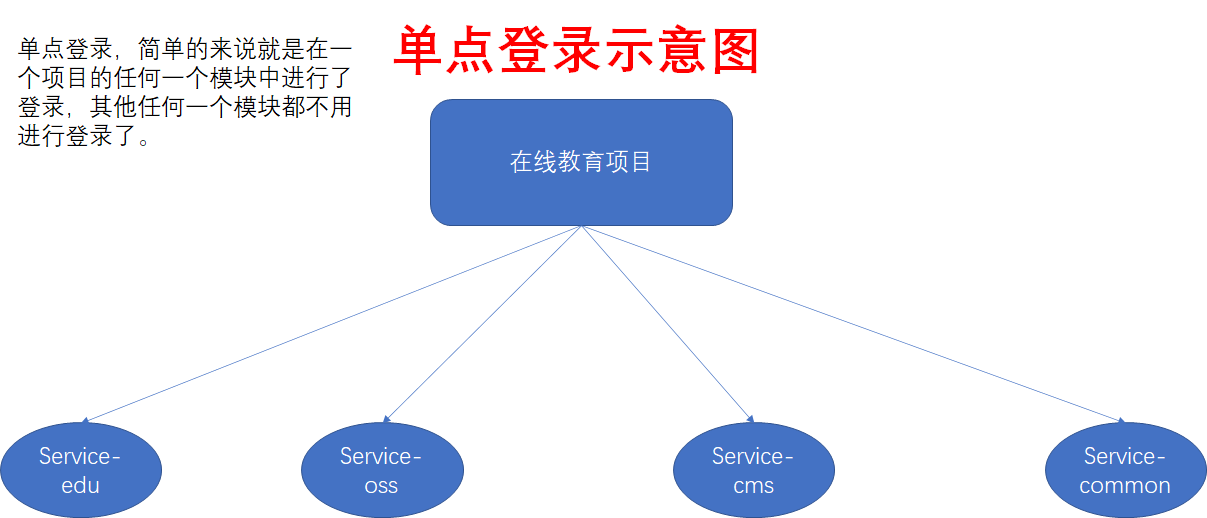 单点登录示意图
单点登录，简单的来说就是在一
个项目的任何一个模块中进行了
登录，其他任何一个模块都不用
进行登录了。
在线教育项目
Service-
edu
Service-
oss
Service-
cms
Service-
common